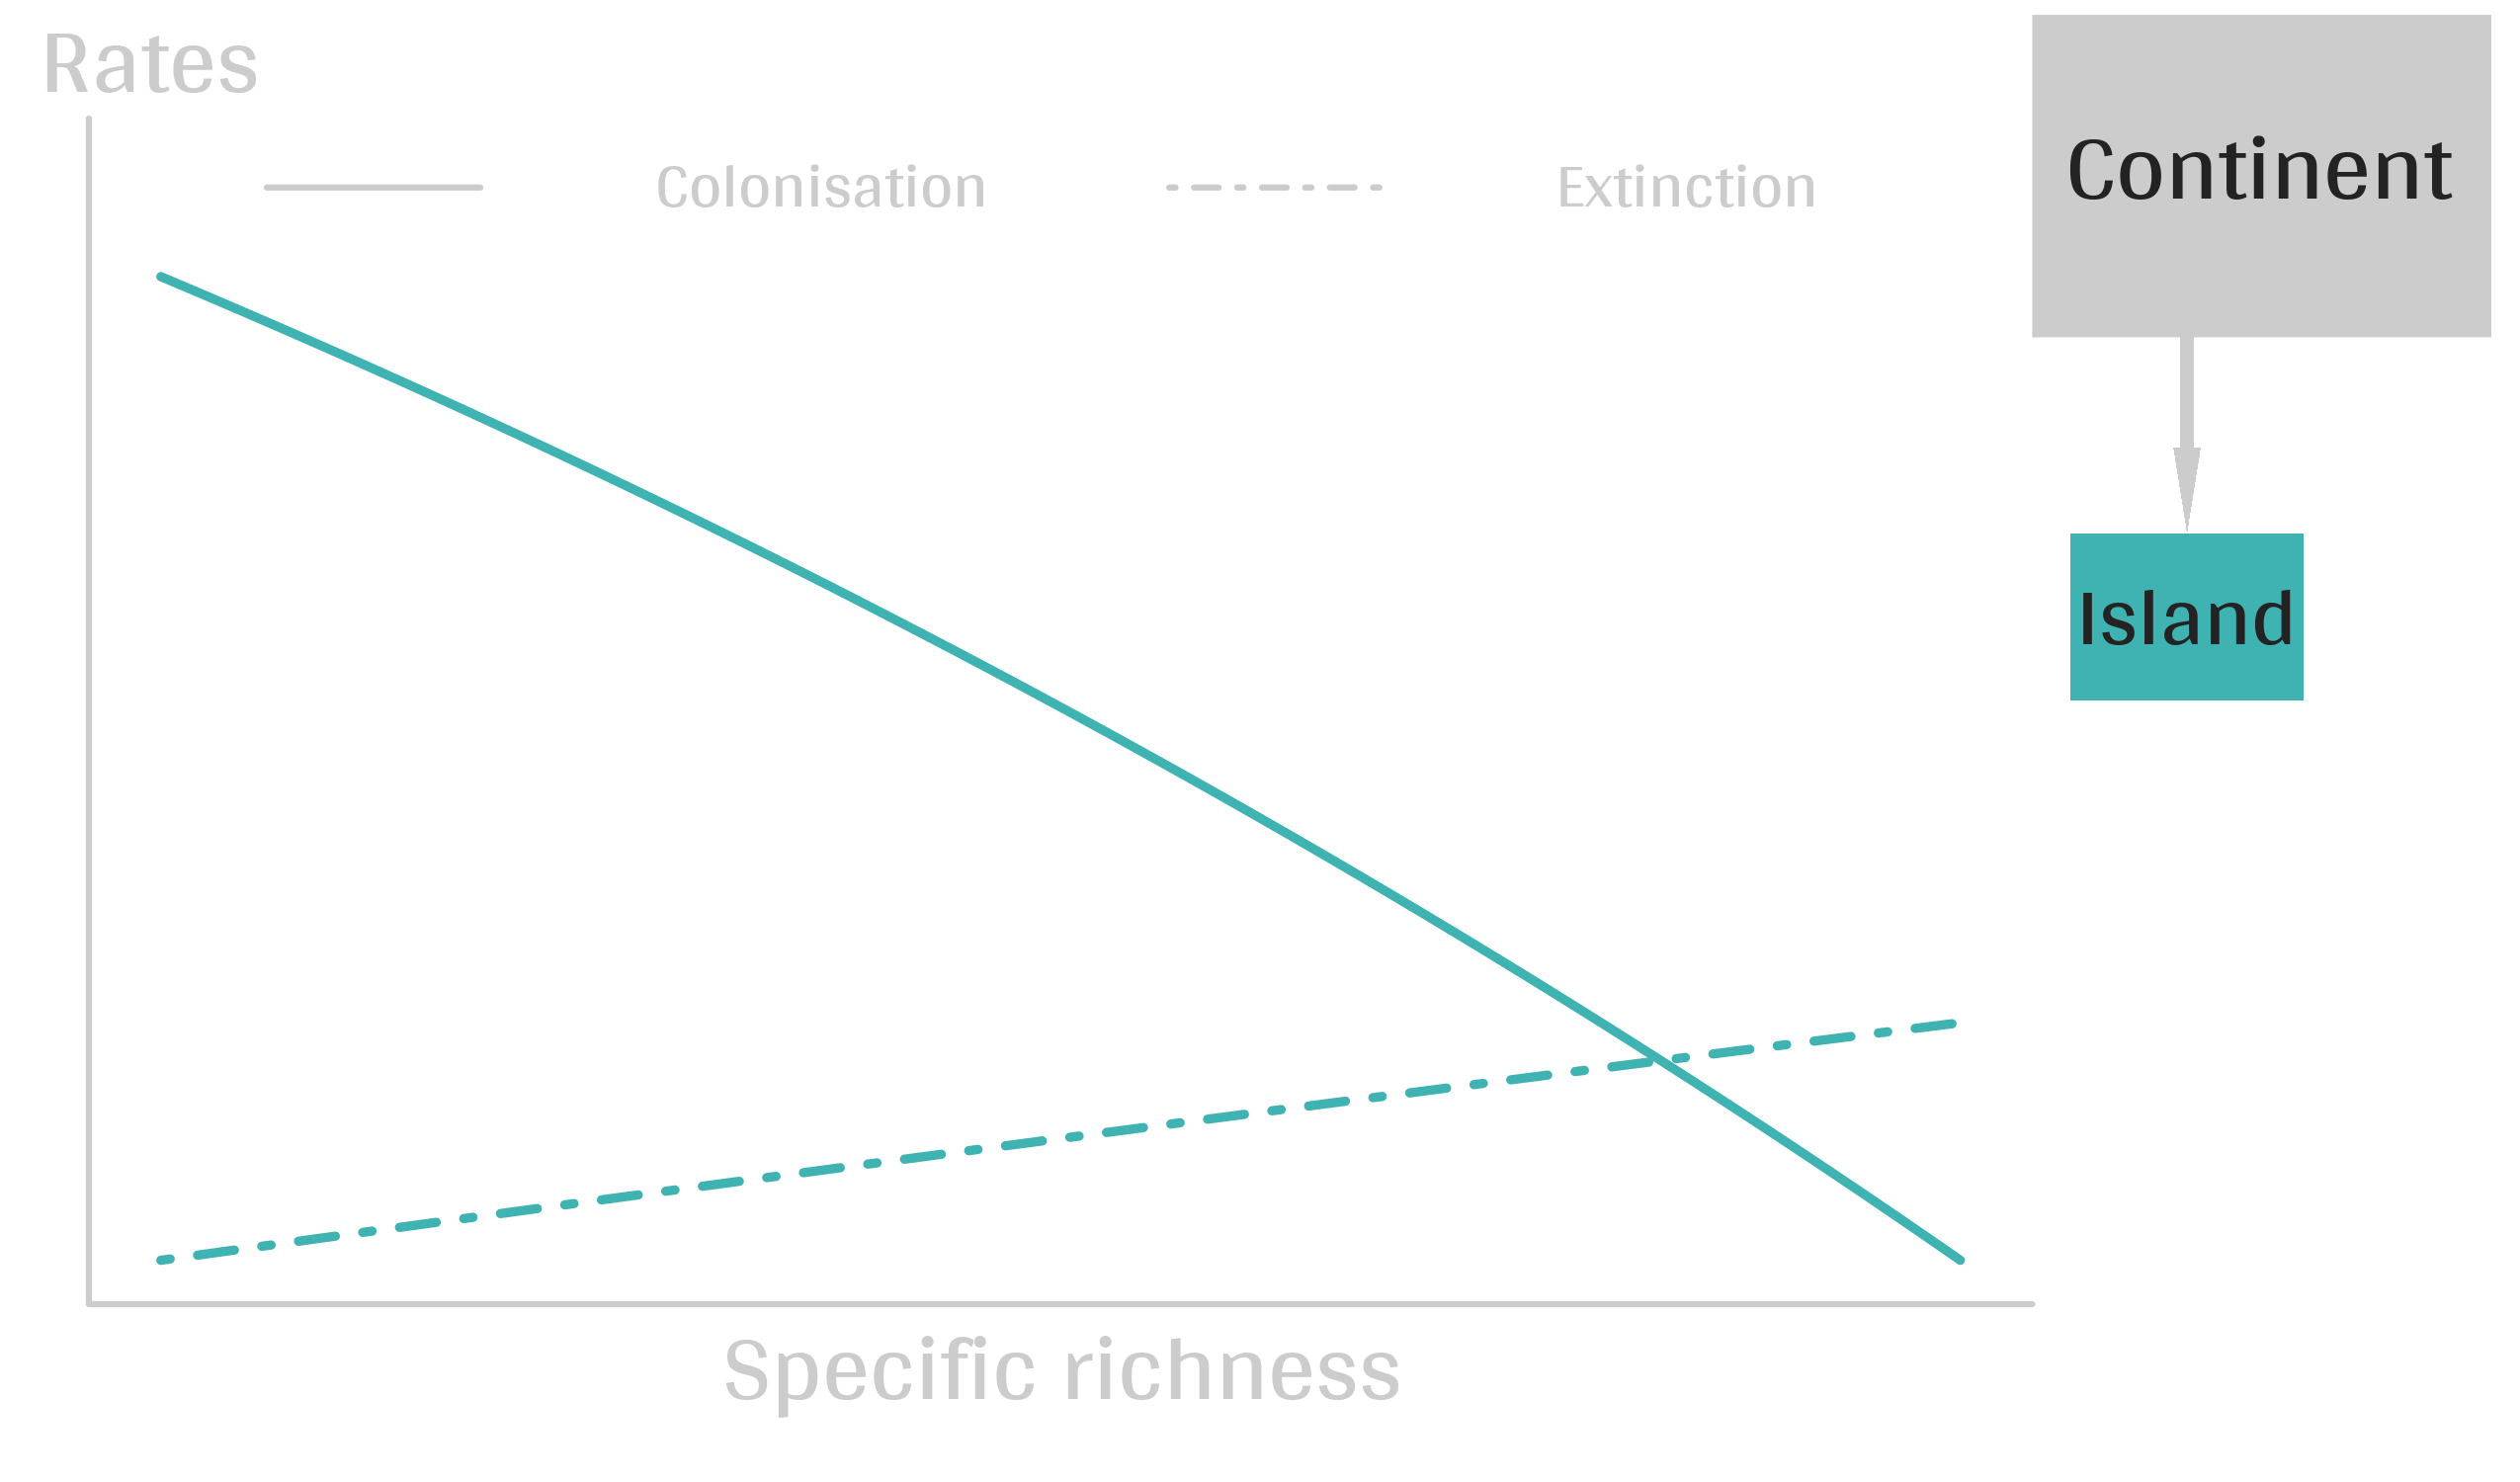 Rates
Colonisation
Extinction
Continent
Island
Specific richness